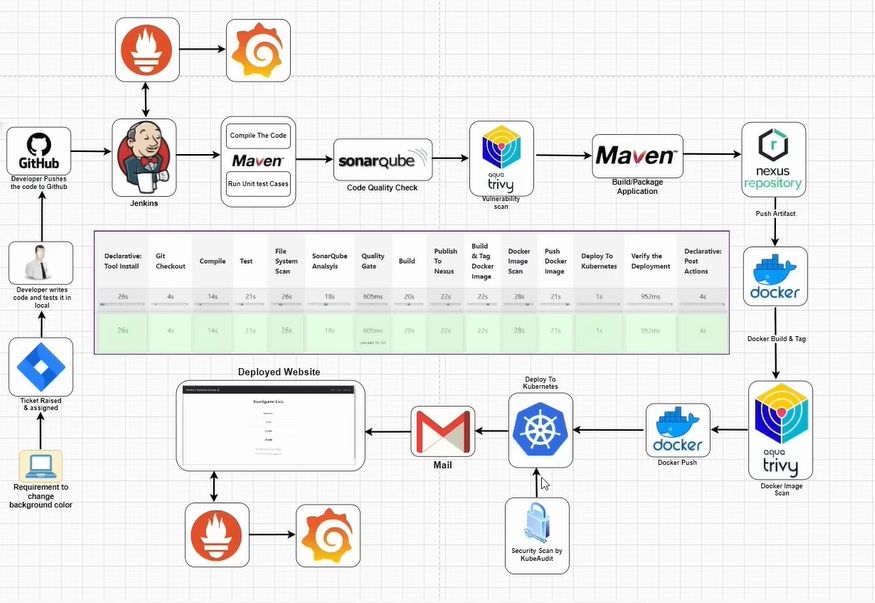 GitHub
Developer Pushes
the code to Github
Jenkins
Compile The Code
Maven™
Run Unit test Cases
sonarqube
Code Quality Check
aqua
trivy
Vulnerability
scan
Maven™
Build/Package
Application
nexus
repository
Push Artifact
docker
Docker Build & Tag
aqua
trivy
Docker Image
Scan
docker
Docker Push
Deploy To
Kubernetes
Security Scan by
KubeAudit
Mail
Deployed Website
Developer writes
code and tests it in
local
Ticket Raised
& assigned
Requirement to
change
background color
Declarative:
Tool Install
Git
Checkout
Compile
Test
File
System
Scan
SonarQube
Analsyis
Quality
Gate
Build
Publish
To
Nexus
Build
&
Tag
Docker
Image
Docker
Image
Scan
Push
Docker
Image
Deploy To
Kubernetes
Verify the
Deployment
Declarative:
Post
Actions
26s 4s 14s 21s 26s 18s 605ms 20s 22s 22s 28s 21s 1s 952ms 4s
26s 4s 14s 21s 26s 18s 605ms 20s 22s 22s 28s 21s 1s 952ms 4s